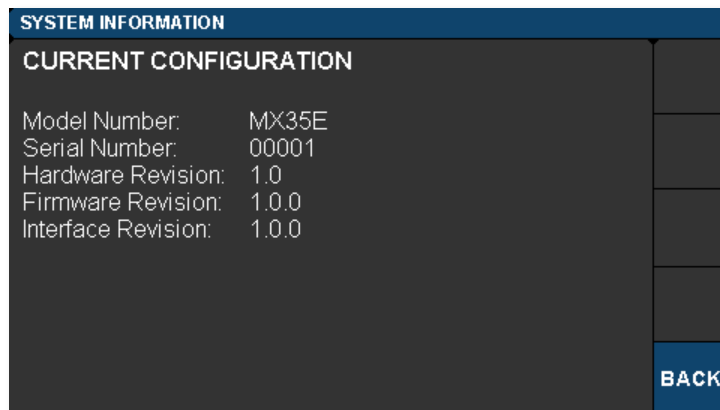 SYSTEM INFORMATION
CURRENT CONFIGURATION
Model Number: MX35E
Serial Number: 00001
Hardware Revision: 1.0
Firmware Revision: 1.0.0
Interface Revision: 1.0.0
BACK